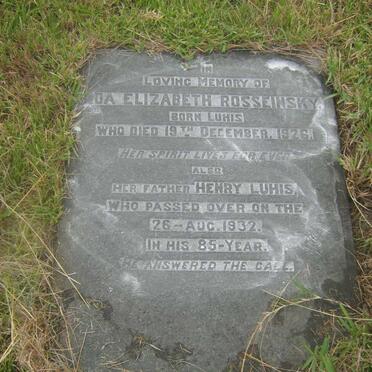 IN
LOVING MEMORY OF
DA ELIZABETH ROSSEINSKY
BORN LUHIS
WHO DIED 19TH DECEMBER, 1926.
HER SPIRIT LIVES FOR EVER
ALSO
HER FATHER HENRY LUHIS,
WHO PASSED OVER ON THE
26-AUG. 1932.
IN HIS 85-YEAR.
HE ANSWERED THE CALL.